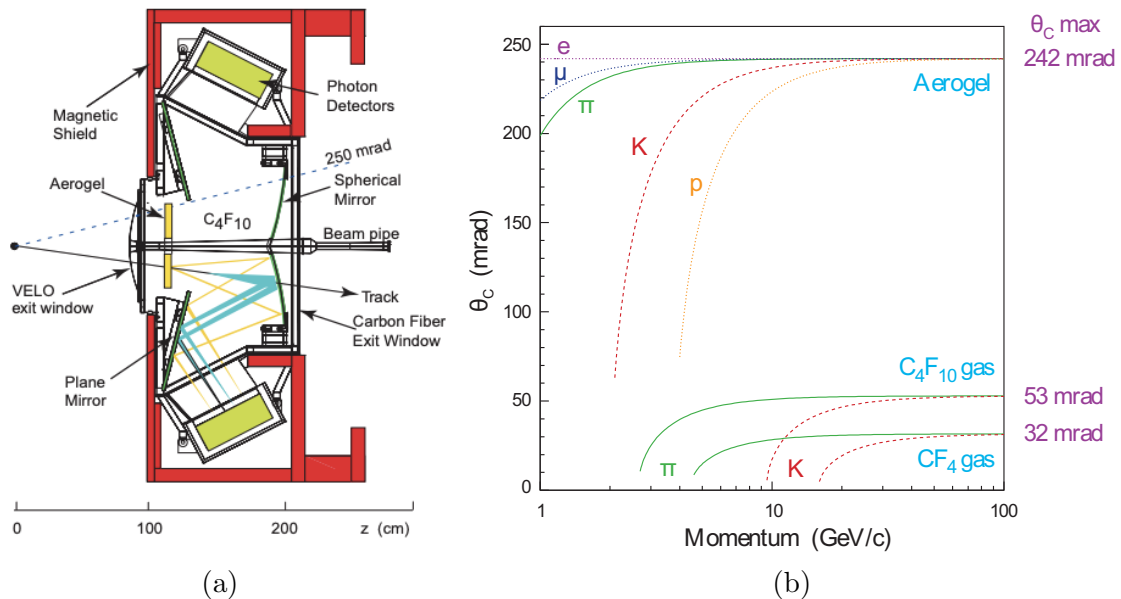 Magnetic
Shield
Photon
Detectors
250 mrad
Aerogel
Spherical
Mirror
C4F10
Beam pipe
VELO
exit window
Track
Carbon Fiber
Exit Window
Plane
Mirror
0 100 200 z (cm)
(a)
θC max
250
e
242 mrad
μ
Aerogel
π
200
K
p
150
θC (mrad)
100
C4F10 gas
53 mrad
50
32 mrad
π
K
CF4 gas
0
1 10 100
Momentum (GeV/c)
(b)